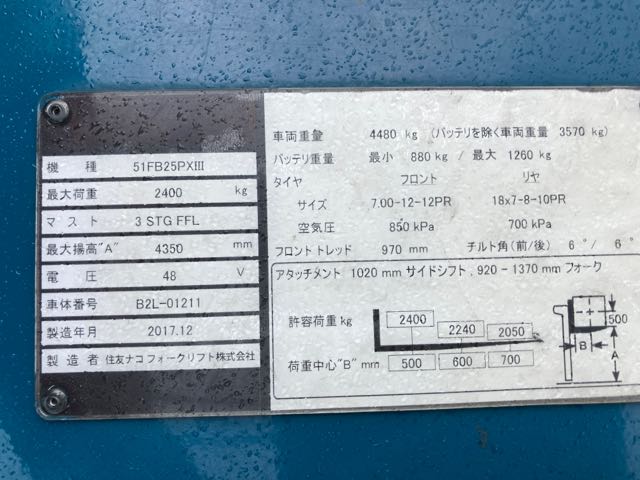 機 種 51FB25PXIII
最大荷重 2400 kg
マスト 3 STG FFL
最大揚高"A" 4350 mm
電 圧 48 V
車体番号 B2L-01211
製造年月 2017.12
製造者 住友ナコ フォークリフト株式会社
車両重量 4480 kg (バッテリを除く車両重量 3570 kg)
バッテリ重量 最小 880 kg / 最大 1260 kg
タイヤ フロント リヤ
サイズ 7.00-12-12PR 18x7-8-10PR
空気圧 850 kPa 700 kPa
フロントトレッド 970 mm チルト角(前/後) 6°/ 6°
アタッチメント 1020 mm サイドシフト, 920-1370 mm フォーク
許容荷重 kg 2400 2240 2050
荷重中心"B" mm 500 600 700
500
B
A